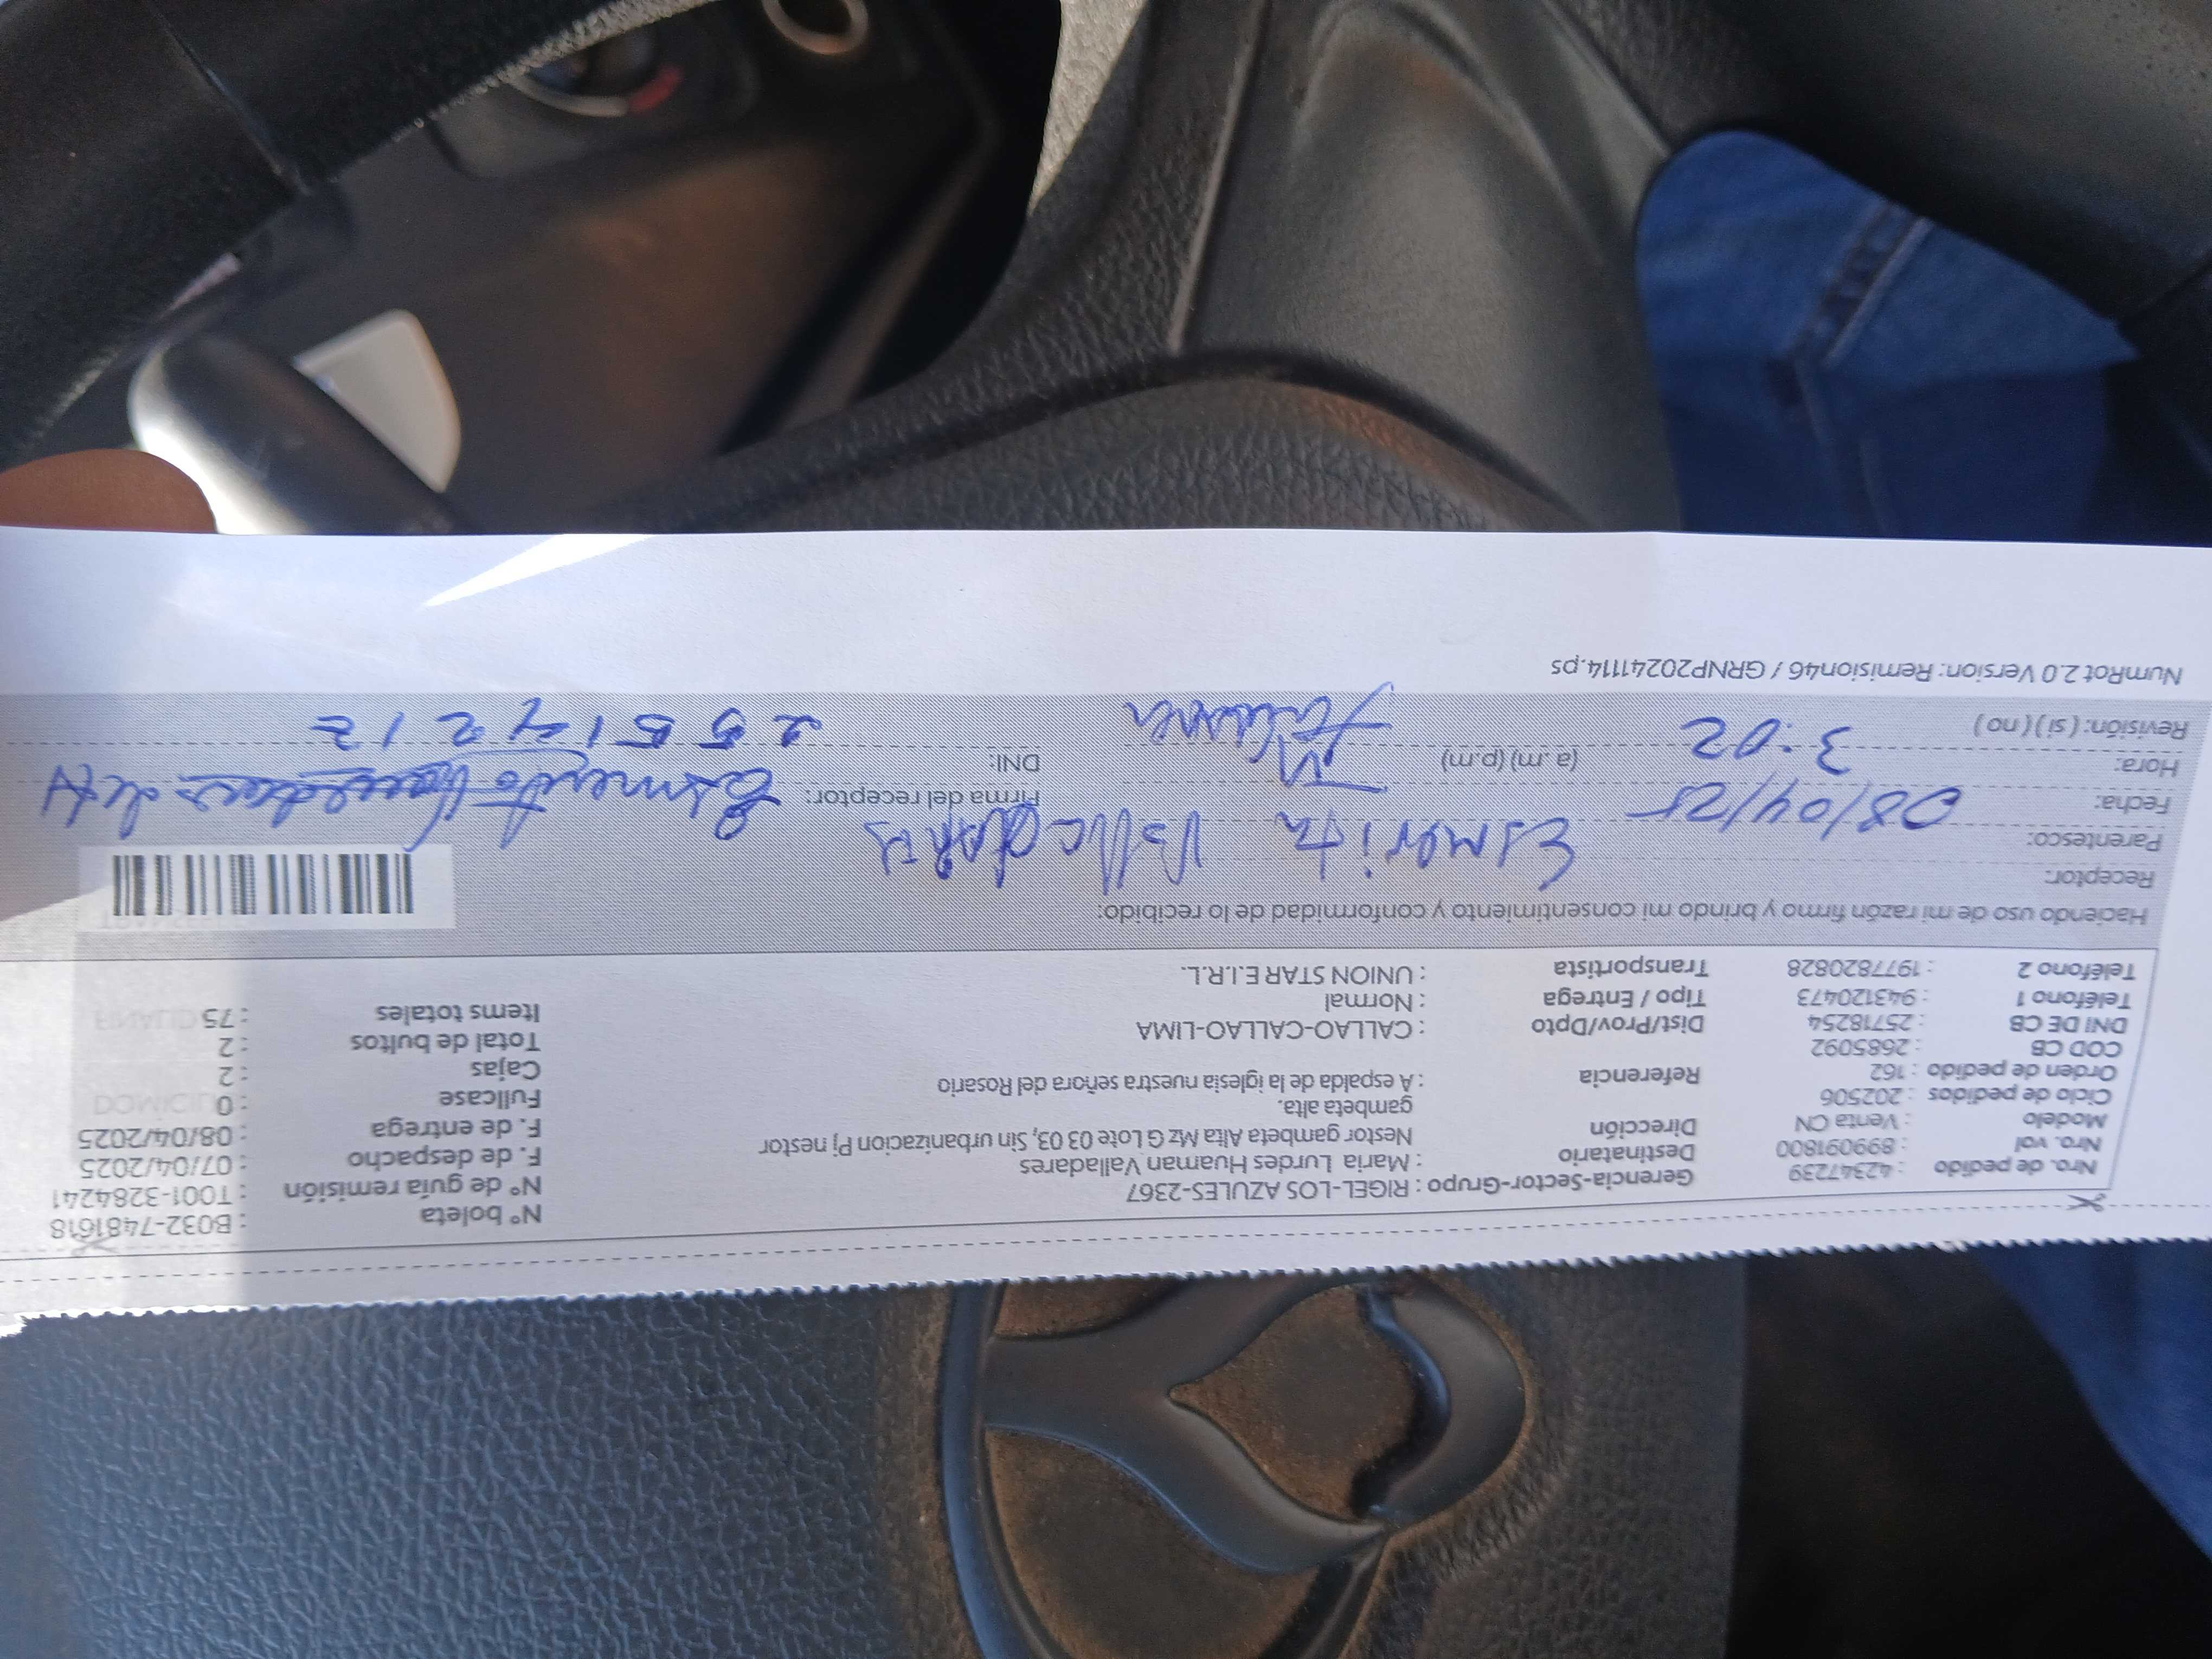 Nro. de pedido : 42347239
Nro. val : 899091800
Modelo : Venta CN
Ciclo de pedidos : 202506
Orden de pedido : 162
COD CB : 2685092
DNI DE CB : 25718254
Teléfono 1 : 943120473
Teléfono 2 : 1977820828
Gerencia-Sector-Grupo : RIGEL-LOS AZULES-2367
Destinatario : Maria Lurdes Huaman Valladares
Dirección Nestor gambeta Alta Mz G Lote 03 03, Sin urbanizacion Pj nestor
gambeta alta.
Referencia : A espalda de la iglesia nuestra señora del Rosario
Dist/Prov/Dpto : CALLAO-CALLAO-LIMA
Tipo / Entrega : Normal
Transportista : UNION STAR E.I.R.L.
N° boleta : B032-7481618
N° de guía remisión : T001-3284241
F. de despacho : 07/04/2025
F. de entrega : 08/04/2025
Fullcase : 0
Cajas : 2
Total de bultos : 2
Items totales : 75
Haciendo uso de mi razón firmo y brindo mi consentimiento y conformidad de lo recibido:
Receptor:
Parentesco:
Fecha: 08/04/25
Firma del receptor:
Hora: 3:02 (a.m) (p.m)
DNI:
Revisión: ( si ) ( no )
NumRot 2.0 Version: Remision46 / GRNP20241114.ps